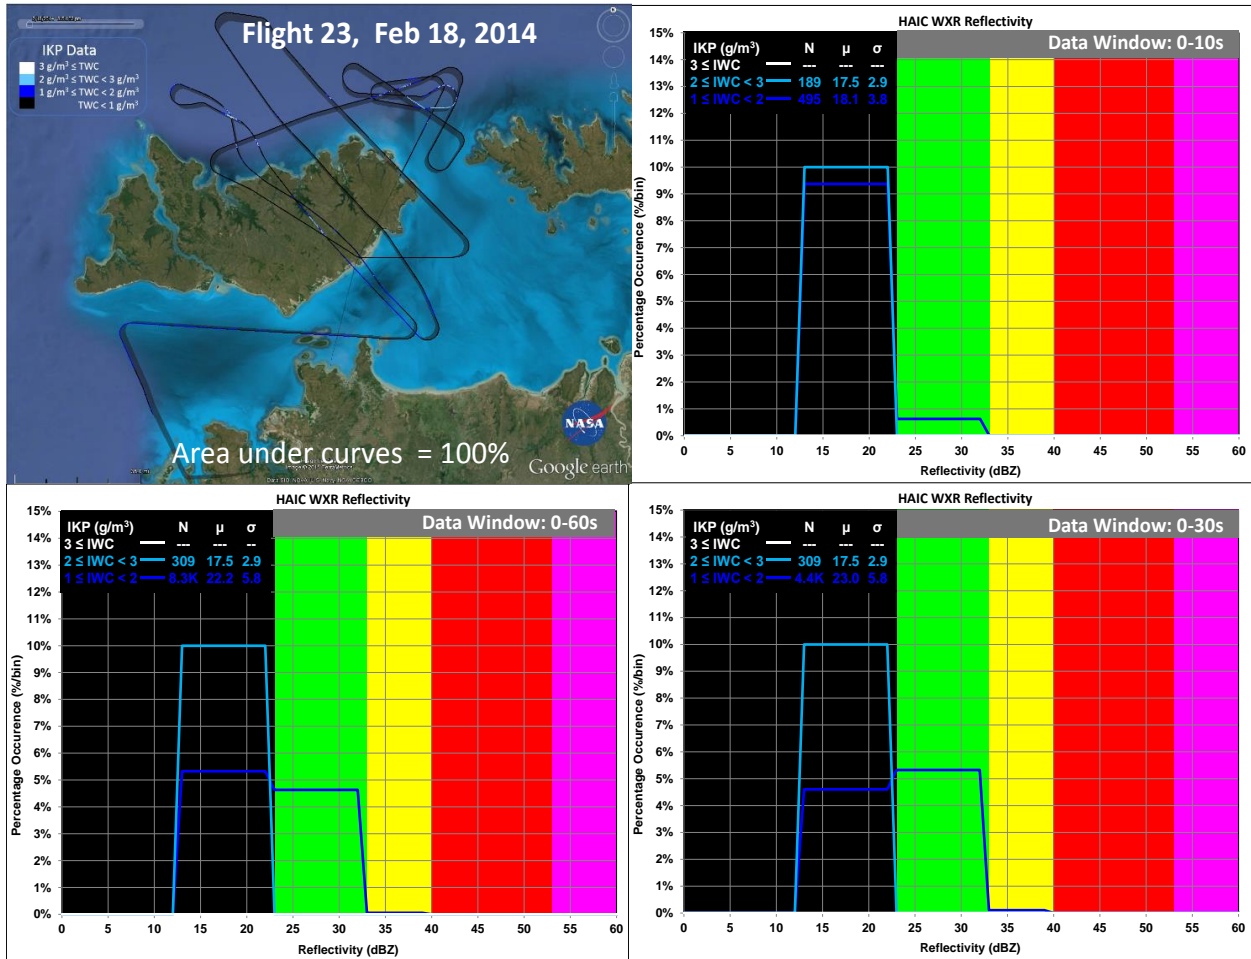 Flight 23, Feb 18, 2014
IKP Data
3 g/m³ ≤ TWC
2 g/m³ ≤ TWC < 3 g/m³
1 g/m³ ≤ TWC < 2 g/m³
TWC < 1 g/m³
NASA
Area under curves = 100%
Google earth
HAIC WXR Reflectivity
Data Window: 0-10s
IKP (g/m³) N µ σ
3 ≤ IWC --- --- ---
2 ≤ IWC < 3 189 17.5 2.9
1 ≤ IWC < 2 495 18.1 3.8
15%
14%
13%
12%
11%
10%
9%
8%
7%
6%
5%
4%
3%
2%
1%
0%
Percentage Occurence (%/bin)
0 5 10 15 20 25 30 35 40 45 50 55 60
Reflectivity (dBZ)
HAIC WXR Reflectivity
Data Window: 0-60s
IKP (g/m³) N µ σ
3 ≤ IWC --- --- ---
2 ≤ IWC < 3 309 17.5 2.9
1 ≤ IWC < 2 8.3K 22.2 5.8
15%
14%
13%
12%
11%
10%
9%
8%
7%
6%
5%
4%
3%
2%
1%
0%
Percentage Occurence (%/bin)
0 5 10 15 20 25 30 35 40 45 50 55 60
Reflectivity (dBZ)
HAIC WXR Reflectivity
Data Window: 0-30s
IKP (g/m³) N µ σ
3 ≤ IWC --- --- ---
2 ≤ IWC < 3 309 17.5 2.9
1 ≤ IWC < 2 4.4K 23.0 5.8
15%
14%
13%
12%
11%
10%
9%
8%
7%
6%
5%
4%
3%
2%
1%
0%
Percentage Occurence (%/bin)
0 5 10 15 20 25 30 35 40 45 50 55 60
Reflectivity (dBZ)